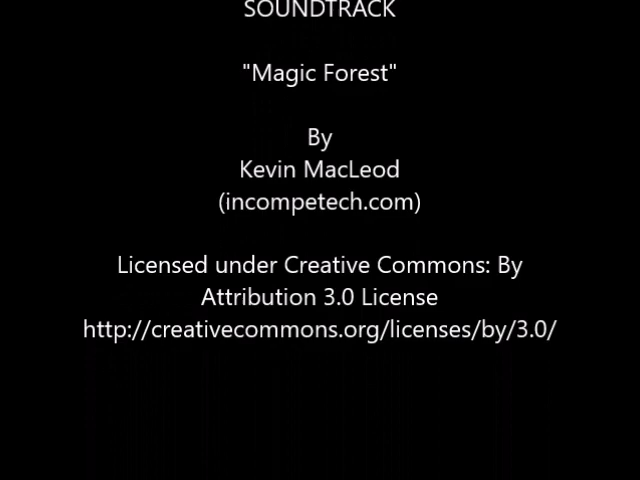 SOUNDTRACK
"Magic Forest"
By
Kevin MacLeod
(incompetech.com)
Licensed under Creative Commons: By
Attribution 3.0 License
http://creativecommons.org/licenses/by/3.0/